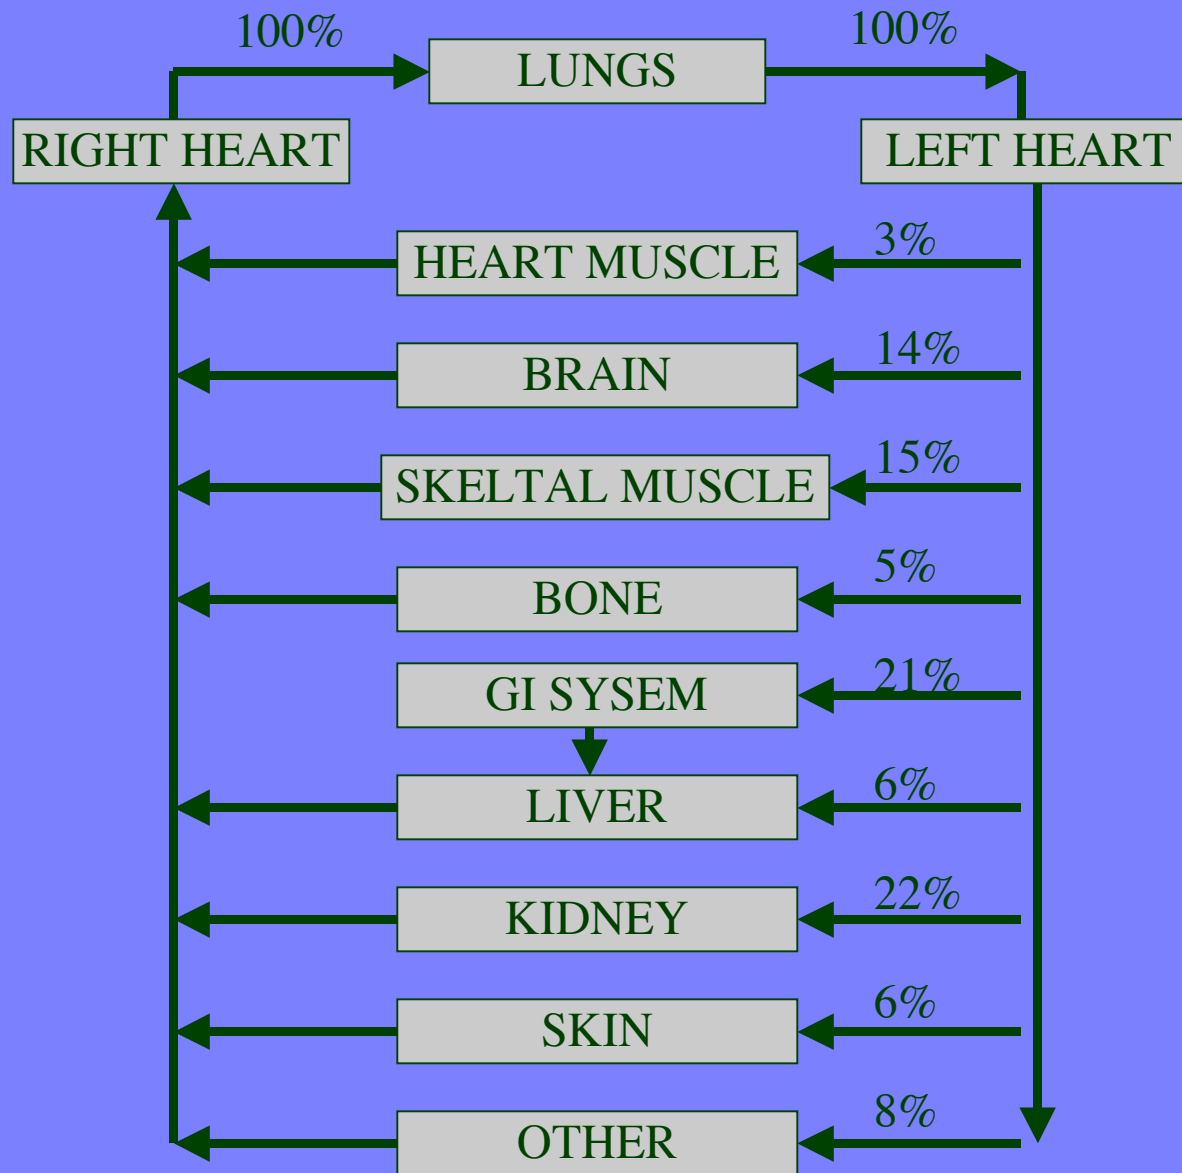 100%
100%
LUNGS
RIGHT HEART
LEFT HEART
3%
HEART MUSCLE
14%
BRAIN
15%
SKELTAL MUSCLE
5%
BONE
21%
GI SYSEM
6%
LIVER
22%
KIDNEY
6%
SKIN
8%
OTHER